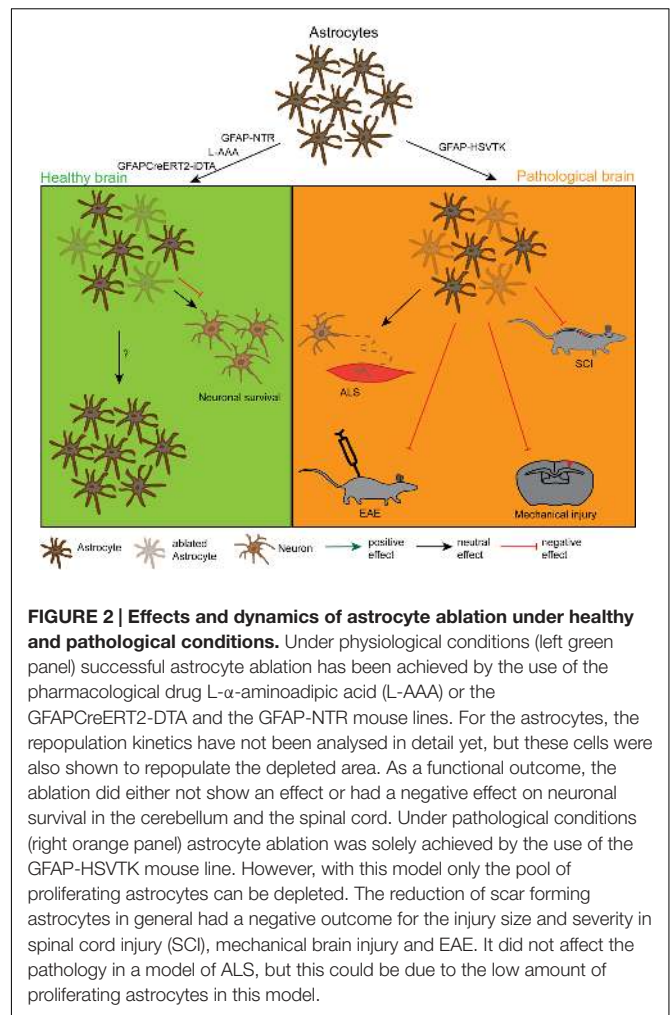 Astrocytes
GFAP-NTR
L-AAA
GFAPCreERT2-iDTA
GFAP-HSVTK
Healthy brain
Pathological brain
Neuronal survival
?
ALS
SCI
EAE
Mechanical injury
Astrocyte
ablated
Astrocyte
Neuron
positive
effect
neutral
effect
negative
effect
FIGURE 2 | Effects and dynamics of astrocyte ablation under healthy
and pathological conditions. Under physiological conditions (left green
panel) successful astrocyte ablation has been achieved by the use of the
pharmacological drug L-α-aminoadipic acid (L-AAA) or the
GFAPCreERT2-DTA and the GFAP-NTR mouse lines. For the astrocytes, the
repopulation kinetics have not been analysed in detail yet, but these cells were
also shown to repopulate the depleted area. As a functional outcome, the
ablation did either not show an effect or had a negative effect on neuronal
survival in the cerebellum and the spinal cord. Under pathological conditions
(right orange panel) astrocyte ablation was solely achieved by the use of the
GFAP-HSVTK mouse line. However, with this model only the pool of
proliferating astrocytes can be depleted. The reduction of scar forming
astrocytes in general had a negative outcome for the injury size and severity in
spinal cord injury (SCI), mechanical brain injury and EAE. It did not affect the
pathology in a model of ALS, but this could be due to the low amount of
proliferating astrocytes in this model.